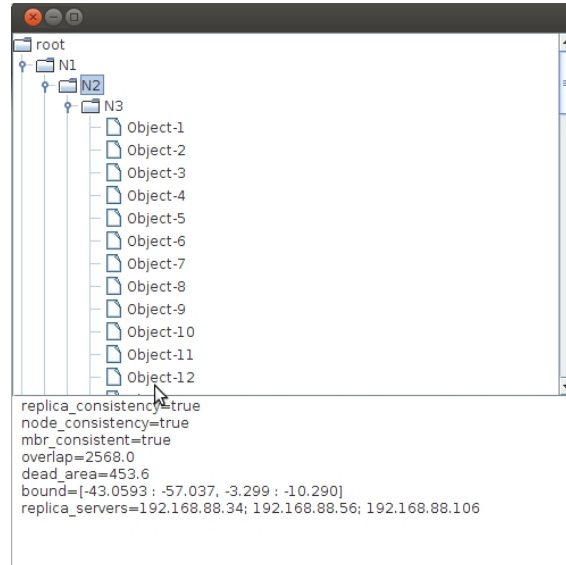 root
N1
N2
N3
Object-1
Object-2
Object-3
Object-4
Object-5
Object-6
Object-7
Object-8
Object-9
Object-10
Object-11
Object-12
replica_consistency=true
node_consistency=true
mbr_consistent=true
overlap=2568.0
dead_area=453.6
bound=[-43.0593 : -57.037, -3.299 : -10.290]
replica_servers=192.168.88.34; 192.168.88.56; 192.168.88.106